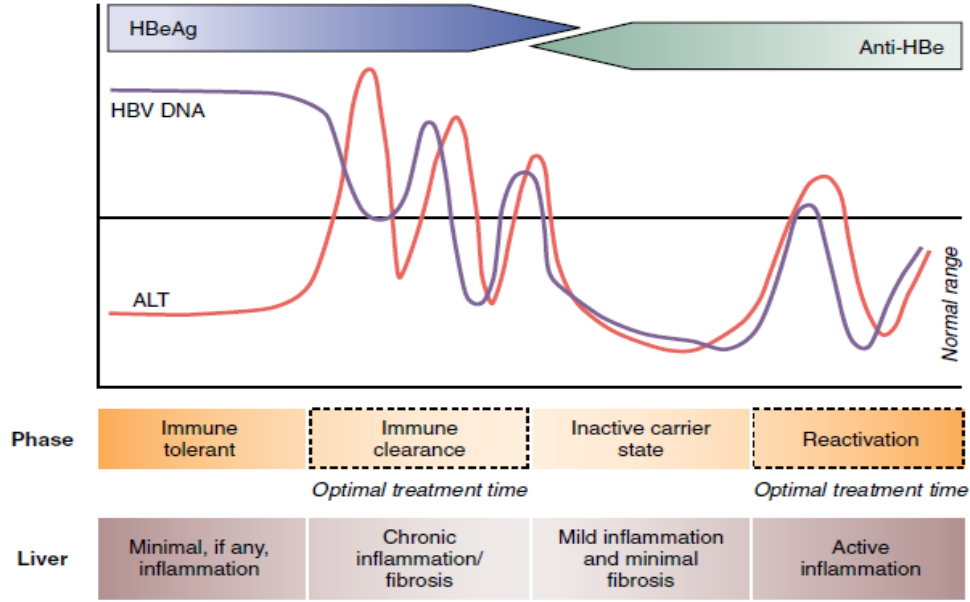 HBeAg
Anti-HBe
HBV DNA
ALT
Normal range
Phase
Immune
tolerant
Immune
clearance
Inactive carrier
state
Reactivation
Optimal treatment time
Optimal treatment time
Liver
Minimal, if any,
inflammation
Chronic
inflammation/
fibrosis
Mild inflammation
and minimal
fibrosis
Active
inflammation